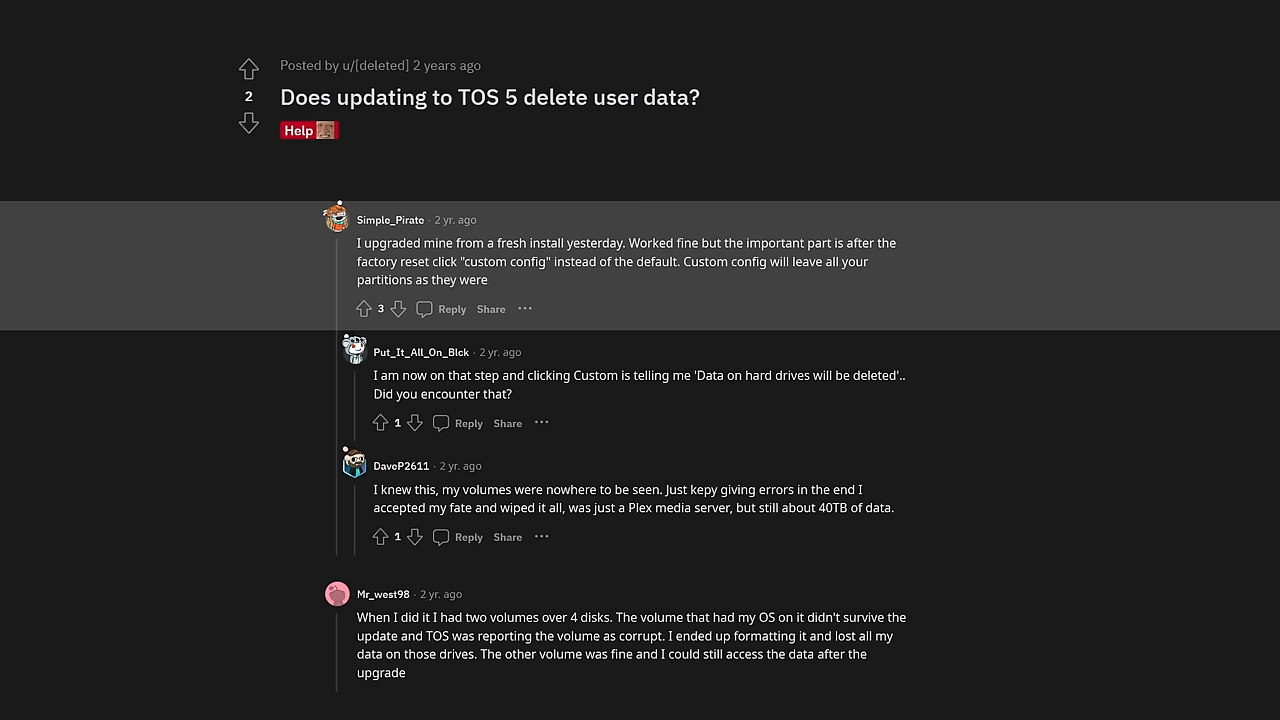 Posted by u/[deleted] 2 years ago
2
Does updating to TOS 5 delete user data?
Help
Simple_Pirate · 2 yr. ago
I upgraded mine from a fresh install yesterday. Worked fine but the important part is after the
factory reset click "custom config" instead of the default. Custom config will leave all your
partitions as they were
3 Reply Share ···
Put_It_All_On_Blck · 2 yr. ago
I am now on that step and clicking Custom is telling me 'Data on hard drives will be deleted'..
Did you encounter that?
1 Reply Share ···
DaveP2611 · 2 yr. ago
I knew this, my volumes were nowhere to be seen. Just kepy giving errors in the end I
accepted my fate and wiped it all, was just a Plex media server, but still about 40TB of data.
1 Reply Share ···
Mr_west98 · 2 yr. ago
When I did it I had two volumes over 4 disks. The volume that had my OS on it didn't survive the
update and TOS was reporting the volume as corrupt. I ended up formatting it and lost all my
data on those drives. The other volume was fine and I could still access the data after the
upgrade